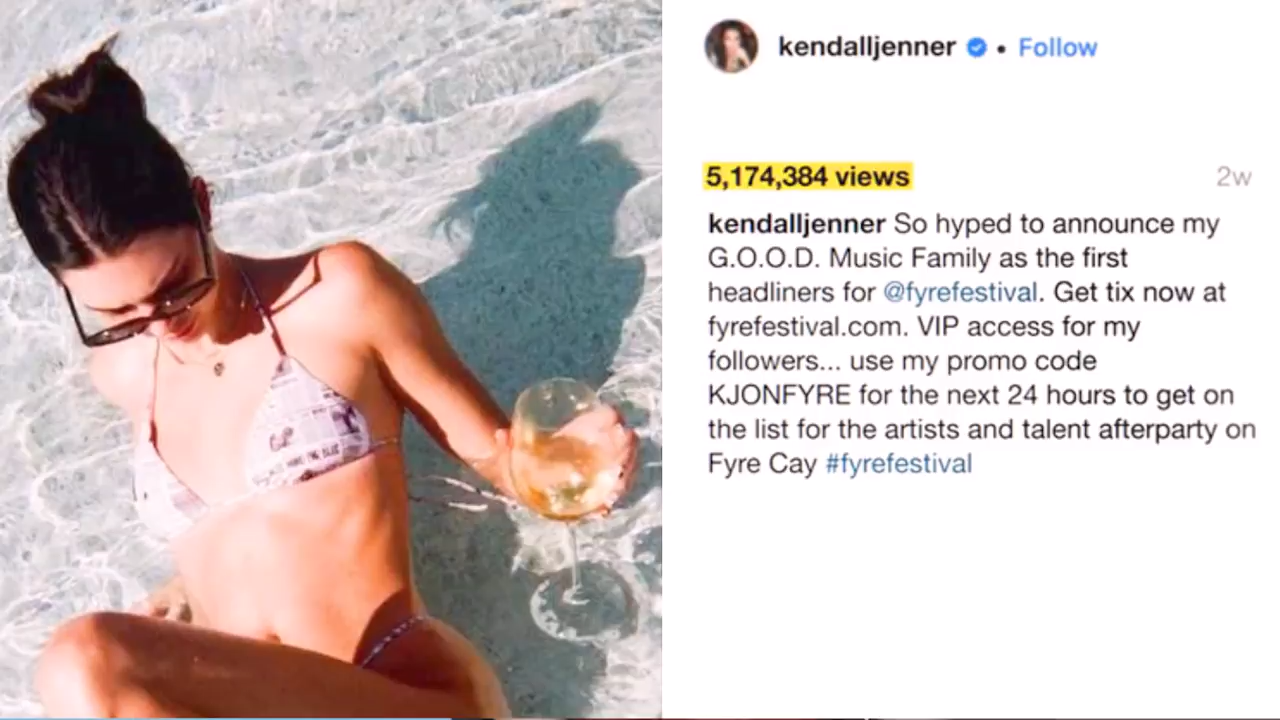 kendalljenner • Follow
5,174,384 views 2w
kendalljenner So hyped to announce my
G.O.O.D. Music Family as the first
headliners for @fyrefestival. Get tix now at
fyrefestival.com. VIP access for my
followers... use my promo code
KJONFYRE for the next 24 hours to get on
the list for the artists and talent afterparty on
Fyre Cay #fyrefestival